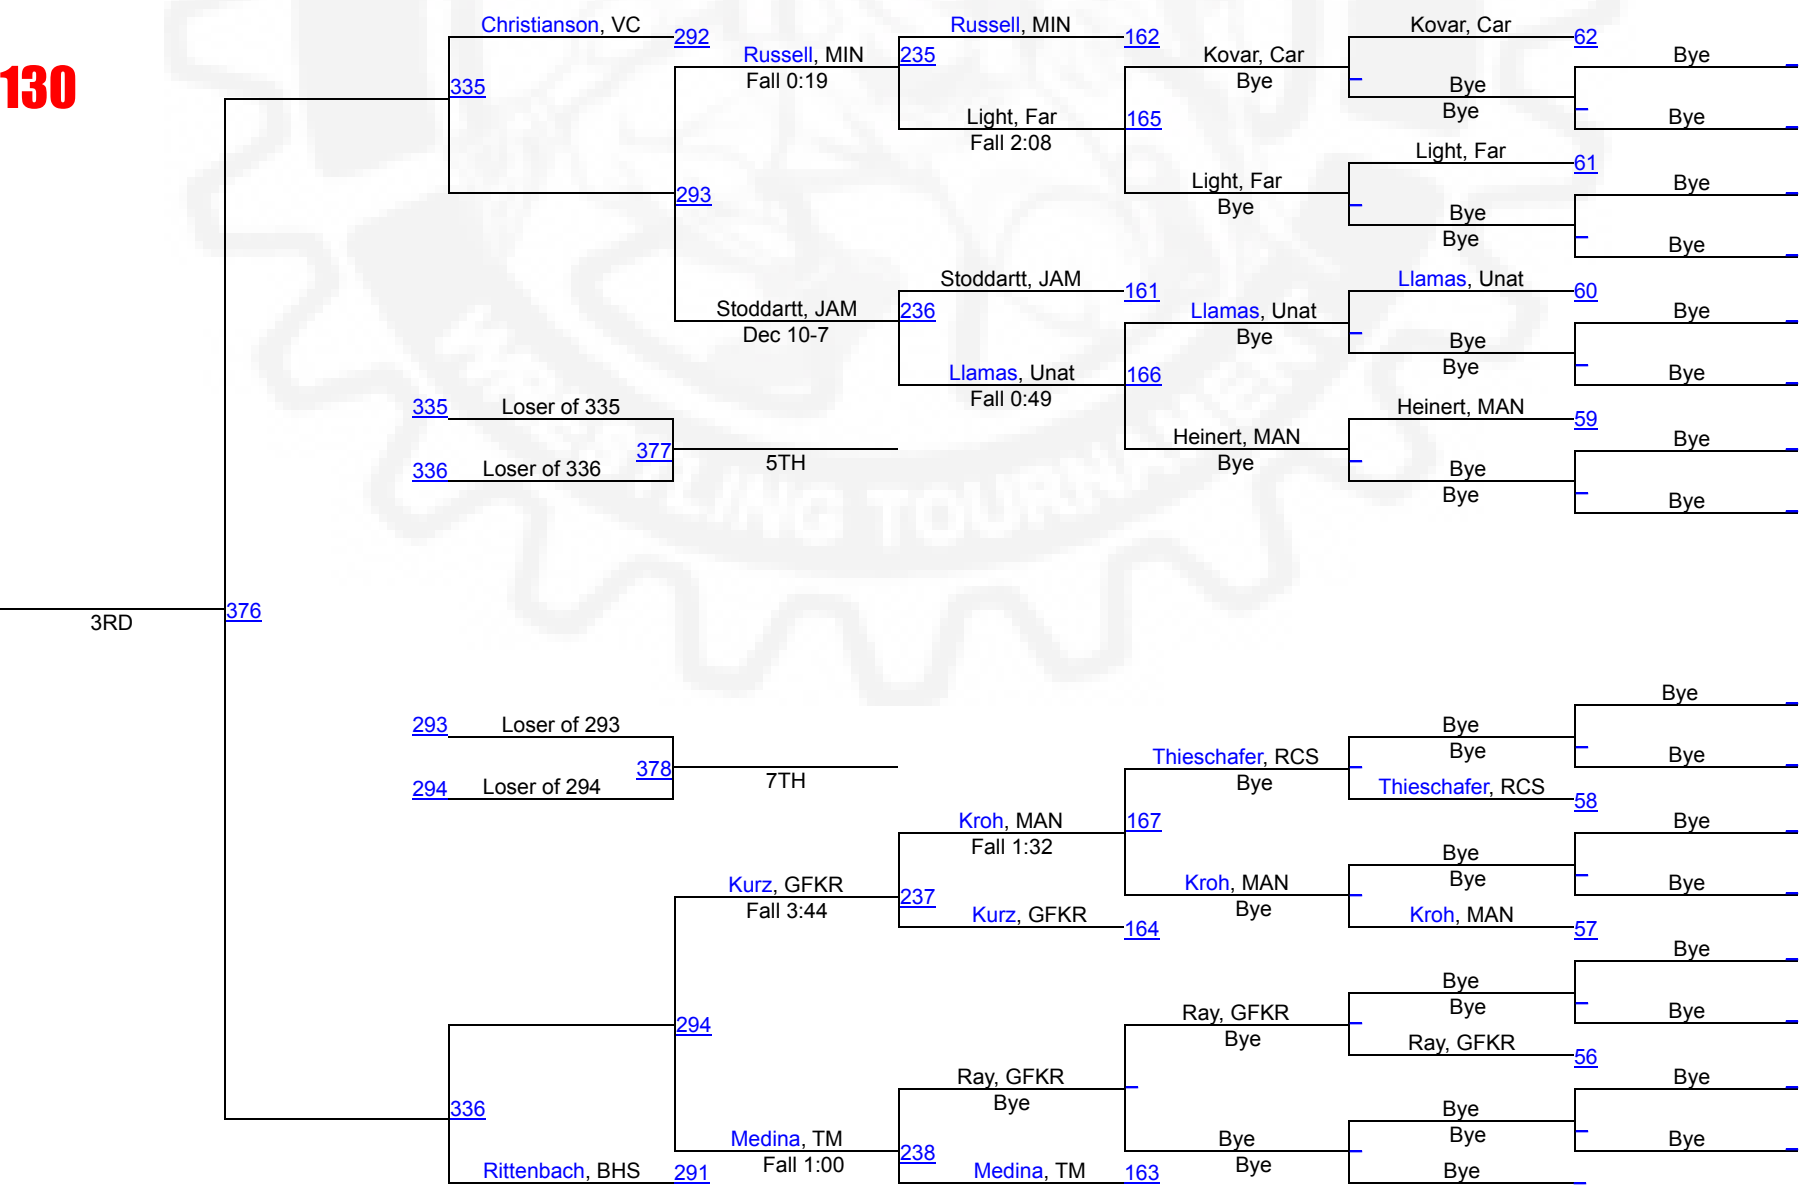 130
Christianson, VC
292
335
Russell, MIN
Fall 0:19
235
Russell, MIN
162
Light, Far
Fall 2:08
165
Kovar, Car
Bye
Kovar, Car
62
Bye
Bye
Bye
Bye
293
Light, Far
Bye
Light, Far
61
Bye
Bye
Bye
Bye
Stoddartt, JAM
Dec 10-7
236
Stoddartt, JAM
161
Llamas, Unat
Fall 0:49
166
Llamas, Unat
Bye
Llamas, Unat
60
Bye
Bye
Bye
Bye
Heinert, MAN
Bye
Heinert, MAN
59
Bye
Bye
Bye
Bye
335
Loser of 335
377
5TH
336
Loser of 336
WRESTLING TOURNAMENT
3RD
376
293
Loser of 293
378
7TH
294
Loser of 294
Thieschafer, RCS
Bye
Bye
Bye
Bye
Bye
Thieschafer, RCS
58
Kroh, MAN
Fall 1:32
167
Kroh, MAN
Bye
Bye
Bye
Bye
Bye
Kroh, MAN
57
Kurz, GFKR
Fall 3:44
237
Kurz, GFKR
164
294
Ray, GFKR
Bye
Bye
Bye
Bye
Bye
Ray, GFKR
56
Ray, GFKR
Bye
336
Medina, TM
Fall 1:00
238
Medina, TM
163
Bye
Bye
Bye
Bye
Bye
Bye
Bye
Rittenbach, BHS
291